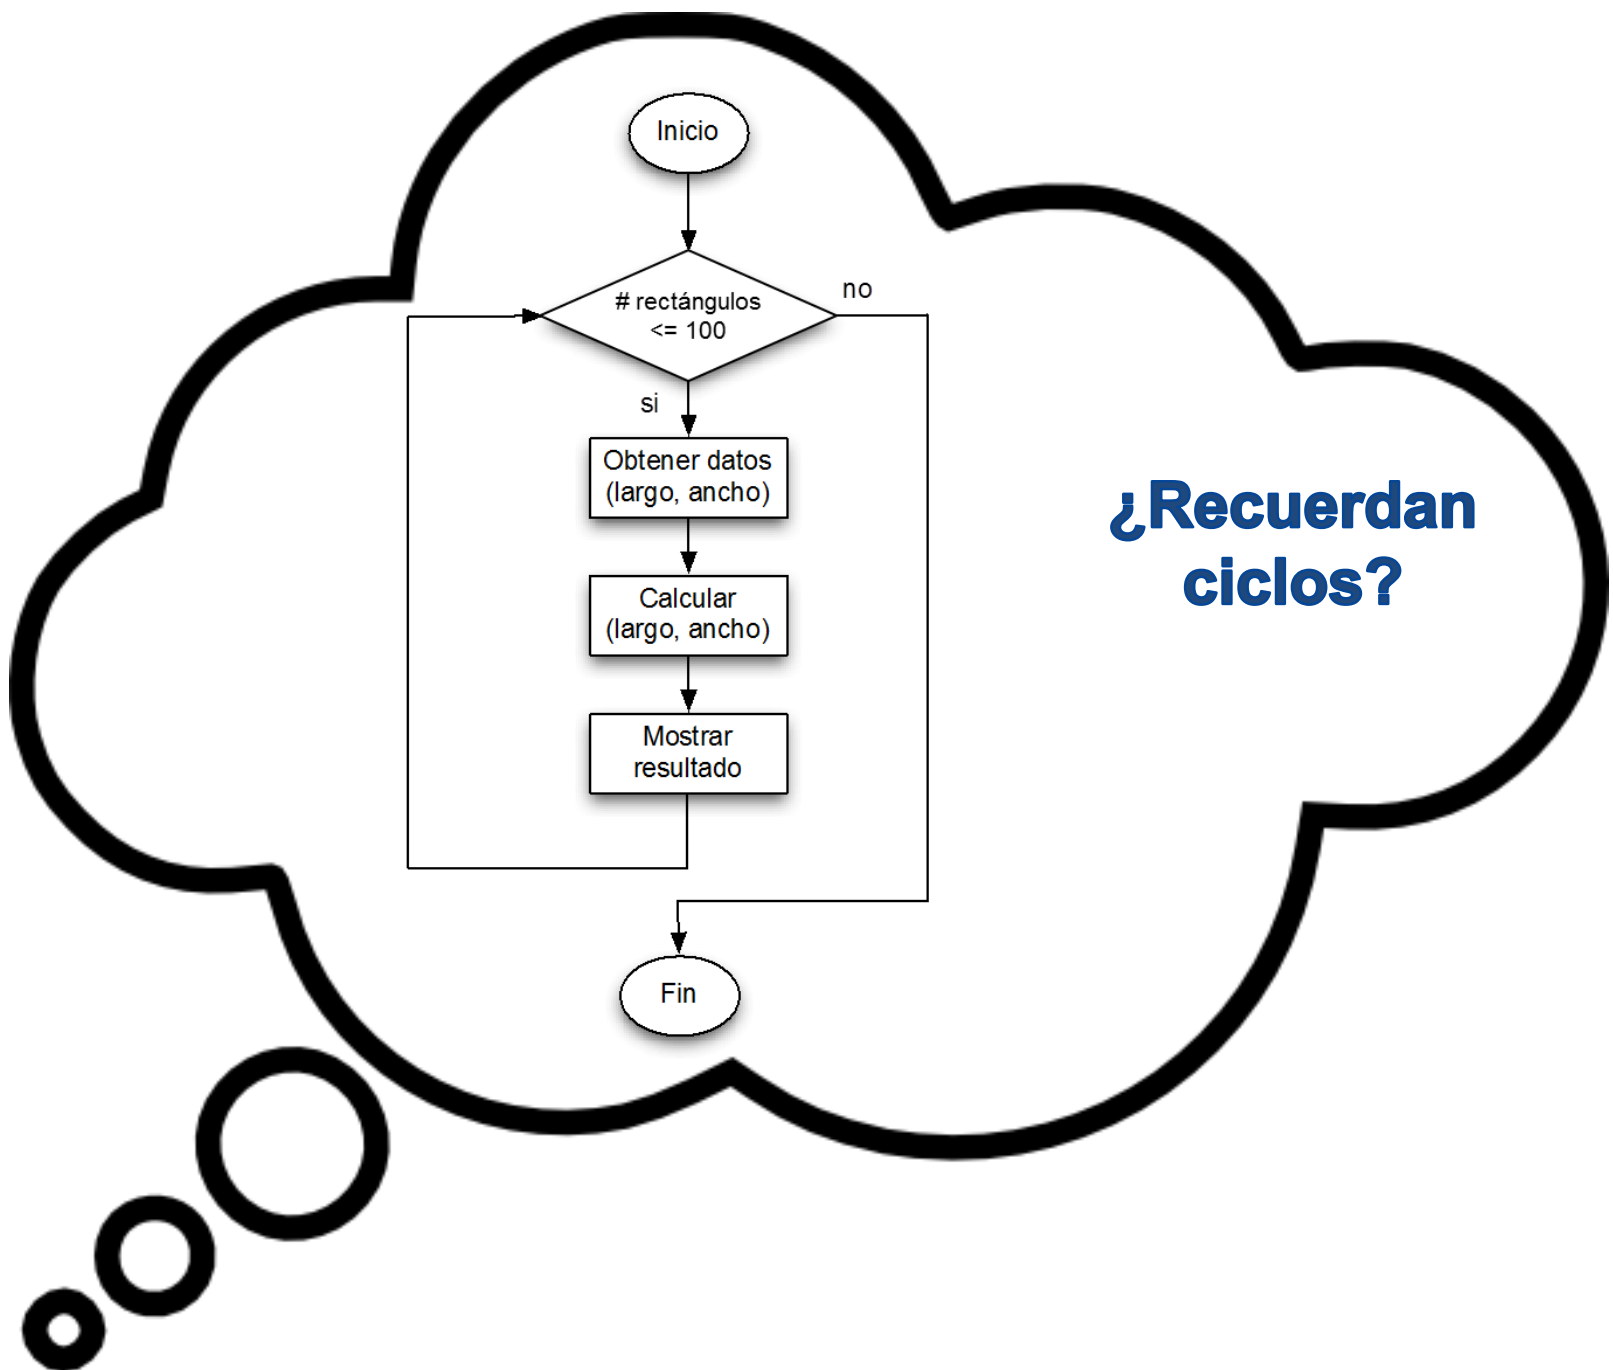 Inicio
# rectángulos
<= 100
no
si
Obtener datos
(largo, ancho)
Calcular
(largo, ancho)
Mostrar
resultado
Fin
¿Recuerdan
ciclos?